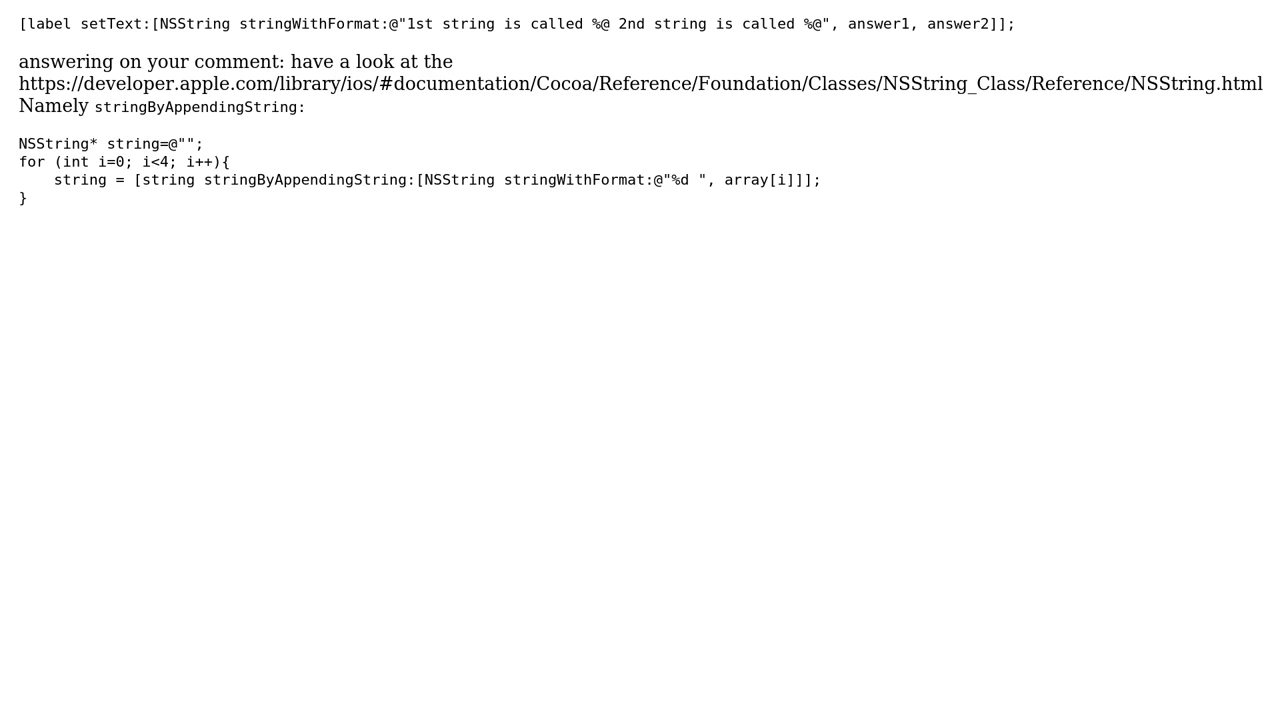 [label setText:[NSString stringWithFormat:@"1st string is called %@ 2nd string is called %@", answer1, answer2]];
answering on your comment: have a look at the
https://developer.apple.com/library/ios/#documentation/Cocoa/Reference/Foundation/Classes/NSString_Class/Reference/NSString.html
Namely stringByAppendingString:
NSString* string=@"";
for (int i=0; i<4; i++){
    string = [string stringByAppendingString:[NSString stringWithFormat:@"%d ", array[i]]];
}